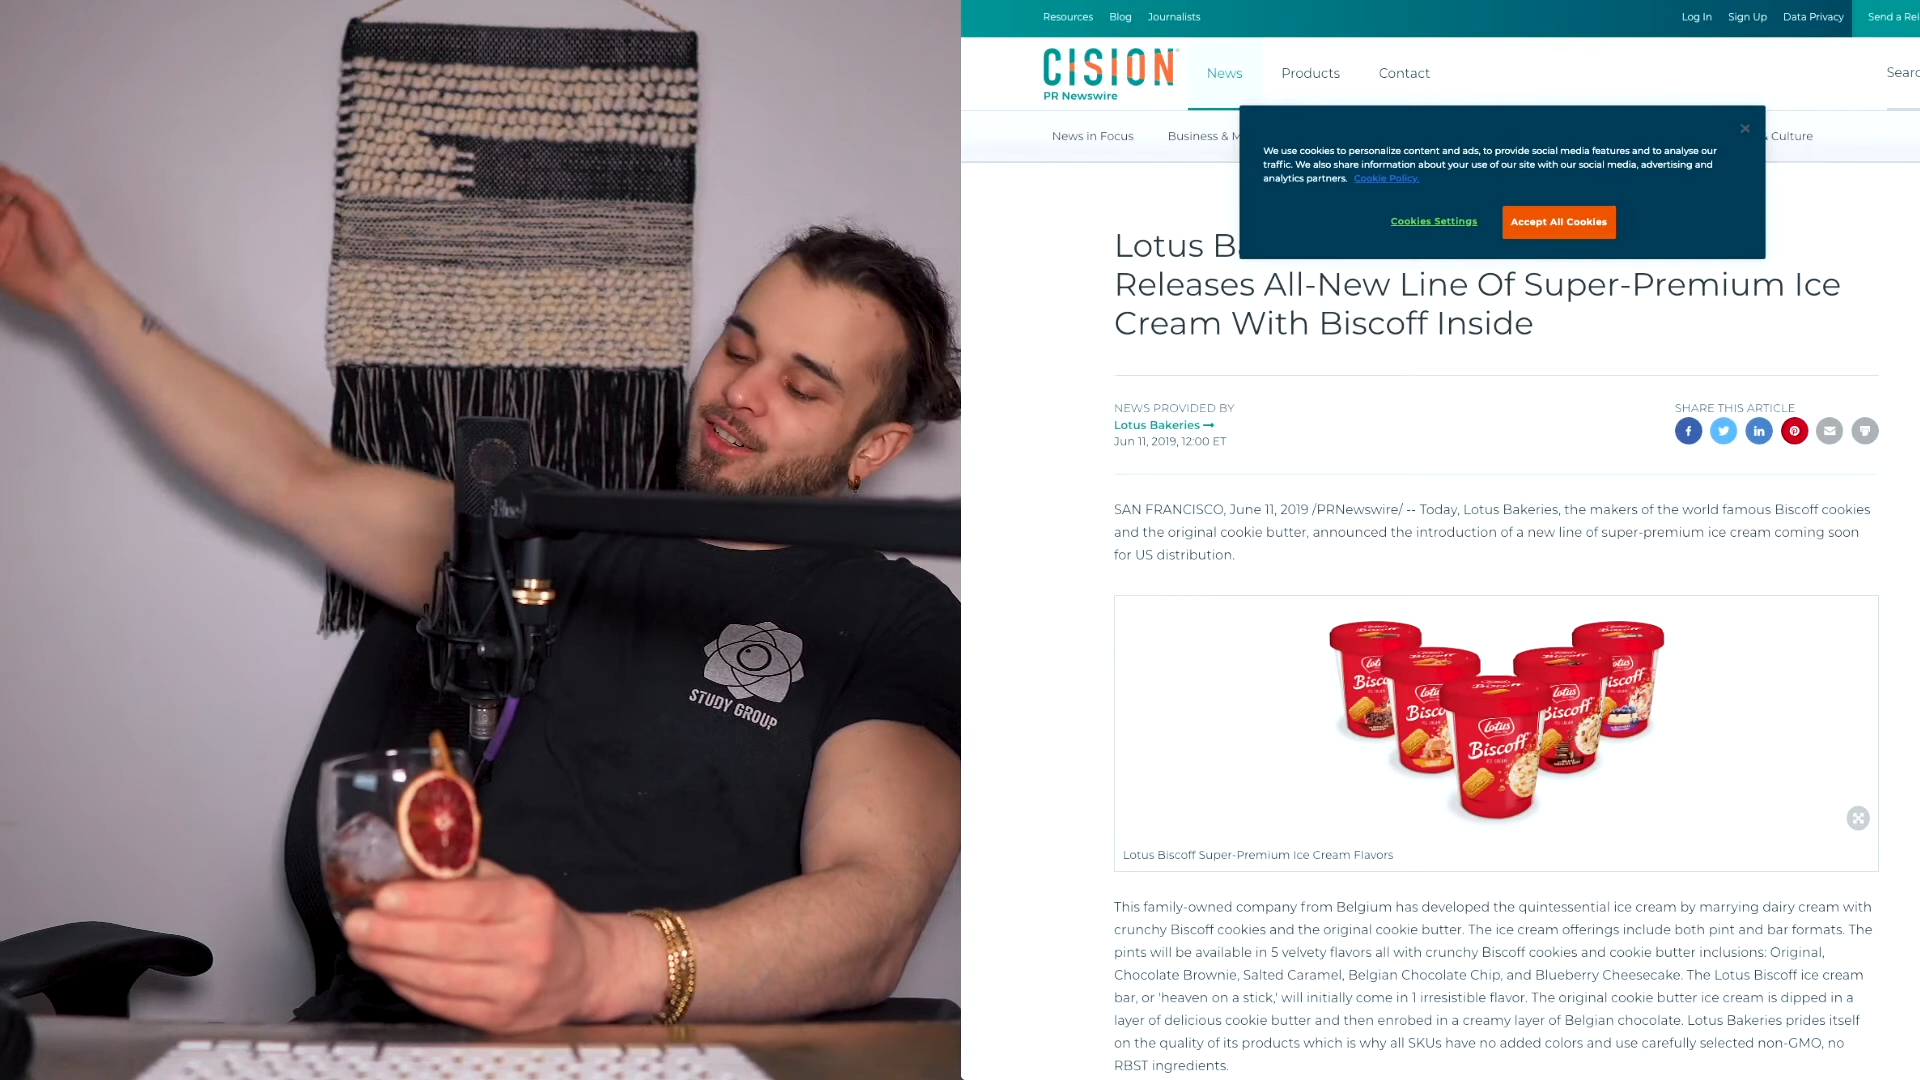 Resources Blog Journalists
Log In Sign Up Data Privacy Send a Rel
CISION
PR Newswire
News Products Contact
Searc
News in Focus Business & M
& Culture
We use cookies to personalize content and ads, to provide social media features and to analyse our
traffic. We also share information about your use of our site with our social media, advertising and
analytics partners. Cookie Policy.
Cookies Settings Accept All Cookies
Lotus B
Releases All-New Line Of Super-Premium Ice
Cream With Biscoff Inside
NEWS PROVIDED BY
Lotus Bakeries
Jun 11, 2019, 12:00 ET
SHARE THIS ARTICLE
SAN FRANCISCO, June 11, 2019 /PRNewswire/ -- Today, Lotus Bakeries, the makers of the world famous Biscoff cookies
and the original cookie butter, announced the introduction of a new line of super-premium ice cream coming soon
for US distribution.
Lotus
Biscoff
Lotus Biscoff Super-Premium Ice Cream Flavors
This family-owned company from Belgium has developed the quintessential ice cream by marrying dairy cream with
crunchy Biscoff cookies and the original cookie butter. The ice cream offerings include both pint and bar formats. The
pints will be available in 5 velvety flavors all with crunchy Biscoff cookies and cookie butter inclusions: Original,
Chocolate Brownie, Salted Caramel, Belgian Chocolate Chip, and Blueberry Cheesecake. The Lotus Biscoff ice cream
bar, or 'heaven on a stick,' will initially come in 1 irresistible flavor. The original cookie butter ice cream is dipped in a
layer of delicious cookie butter and then enrobed in a creamy layer of Belgian chocolate. Lotus Bakeries prides itself
on the quality of its products which is why all SKUs have no added colors and use carefully selected non-GMO, no
RBST ingredients.
STUDY GROUP